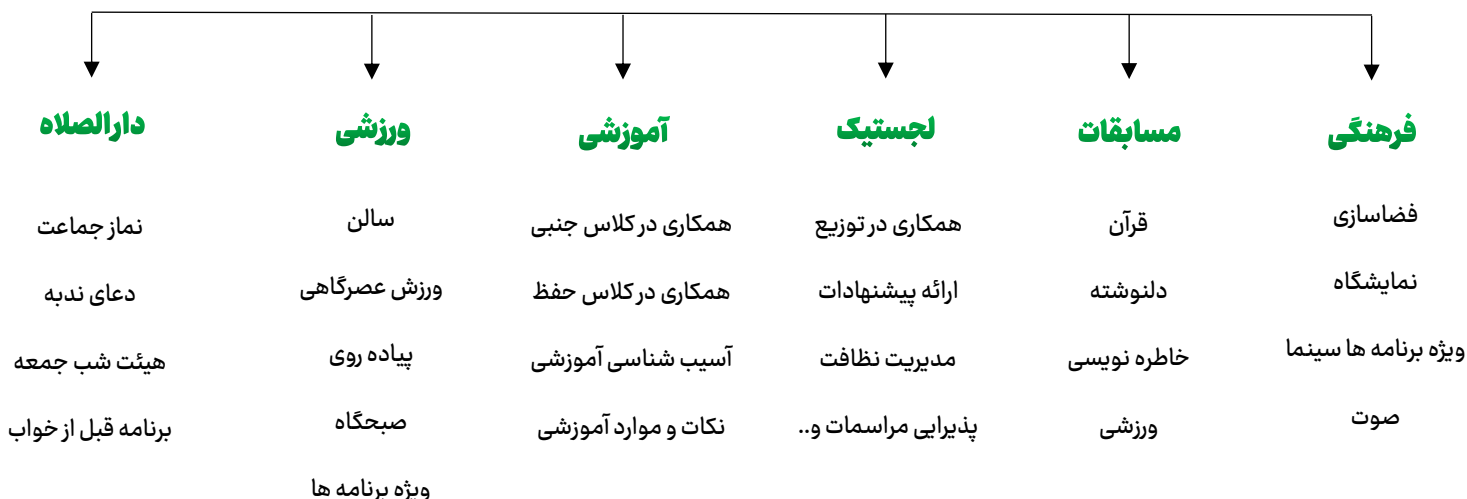 فرهنگی
فضاسازی
نمایشگاه
ویژه برنامه ها سینما
صوت
مسابقات
قرآن
دلنوشته
خاطره نویسی
ورزشی
لجستیک
همکاری در توزیع
ارائه پیشنهادات
مدیریت نظافت
پذیرایی مراسمات و..
آموزشی
همکاری در کلاس جنبی
همکاری در کلاس حفظ
آسیب شناسی آموزشی
نکات و موارد آموزشی
ورزشی
سالن
ورزش عصرگاهی
پیاده روی
صبحگاه
ویژه برنامه ها
دارالصلاه
نماز جماعت
دعای ندبه
هیئت شب جمعه
برنامه قبل از خواب